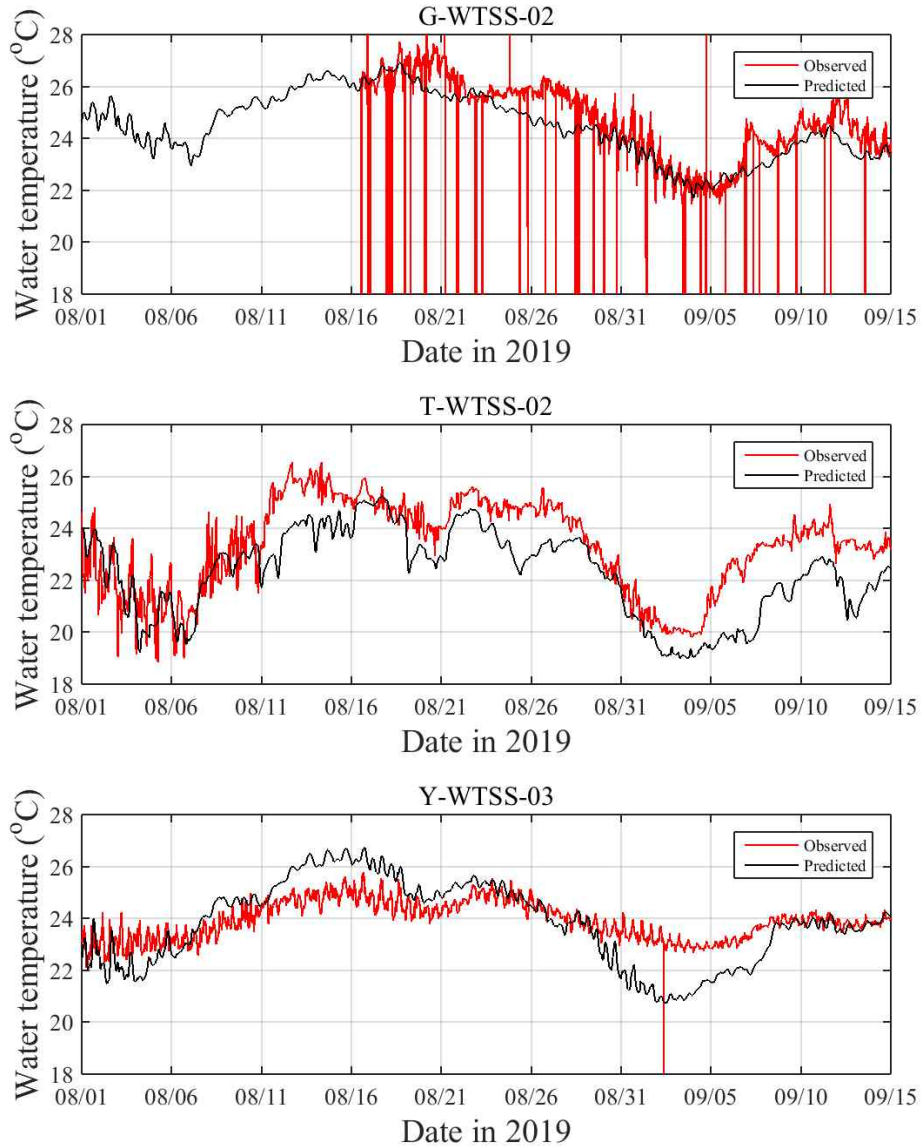 G-WTSS-02
Water temperature (°C)
28
26
24
22
20
18
Observed
Predicted
08/01 08/06 08/11 08/16 08/21 08/26 08/31 09/05 09/10 09/15
Date in 2019
T-WTSS-02
Water temperature (°C)
28
26
24
22
20
18
Observed
Predicted
08/01 08/06 08/11 08/16 08/21 08/26 08/31 09/05 09/10 09/15
Date in 2019
Y-WTSS-03
Water temperature (°C)
28
26
24
22
20
18
Observed
Predicted
08/01 08/06 08/11 08/16 08/21 08/26 08/31 09/05 09/10 09/15
Date in 2019